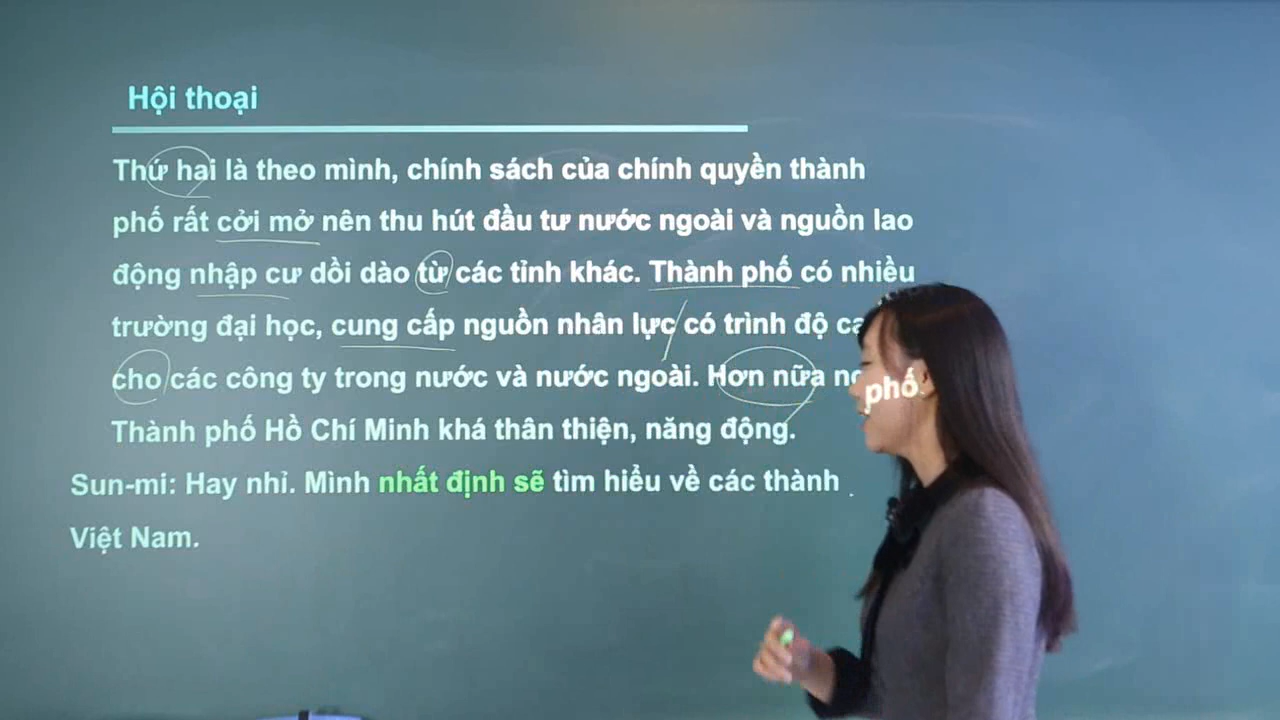 Hội thoại
Thứ hai là theo mình, chính sách của chính quyền thành
phố rất cởi mở nên thu hút đầu tư nước ngoài và nguồn lao
động nhập cư dồi dào từ các tỉnh khác. Thành phố có nhiều
trường đại học, cung cấp nguồn nhân lực có trình độ
cho các công ty trong nước và nước ngoài. Hơn nữa
Thành phố Hồ Chí Minh khá thân thiện, năng động.
Sun-mi: Hay nhỉ. Mình nhất định sẽ tìm hiểu về các thành
phố
Việt Nam.